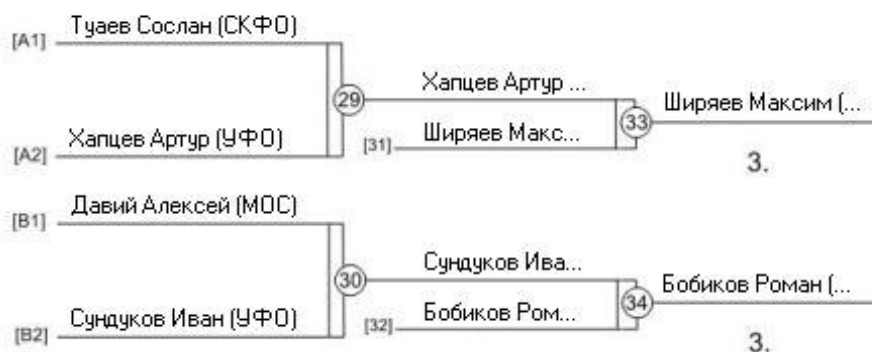 [A1] Туаев Сослан (СКФО)
29
Хапцев Артур ...
[A2] Хапцев Артур (УФО)
[31] Ширяев Макс...
33
Ширяев Максим (...
3.
[B1] Давий Алексей (МОС)
30
Сундуков Ива...
[B2] Сундуков Иван (УФО)
[32] Бобиков Ром...
34
Бобиков Роман (...
3.